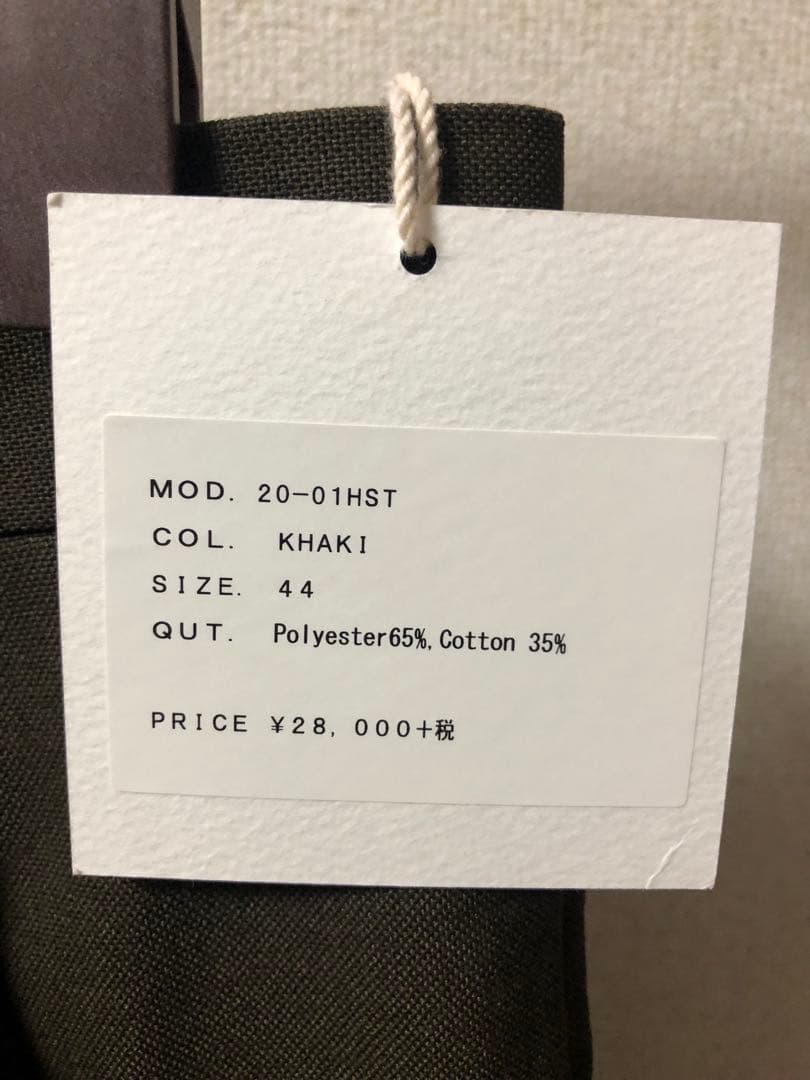 MOD. 20-01HST
COL. KHAKI
SIZE. 44
QUT. Polyester65%,Cotton 35%
PRICE ¥28,000+税